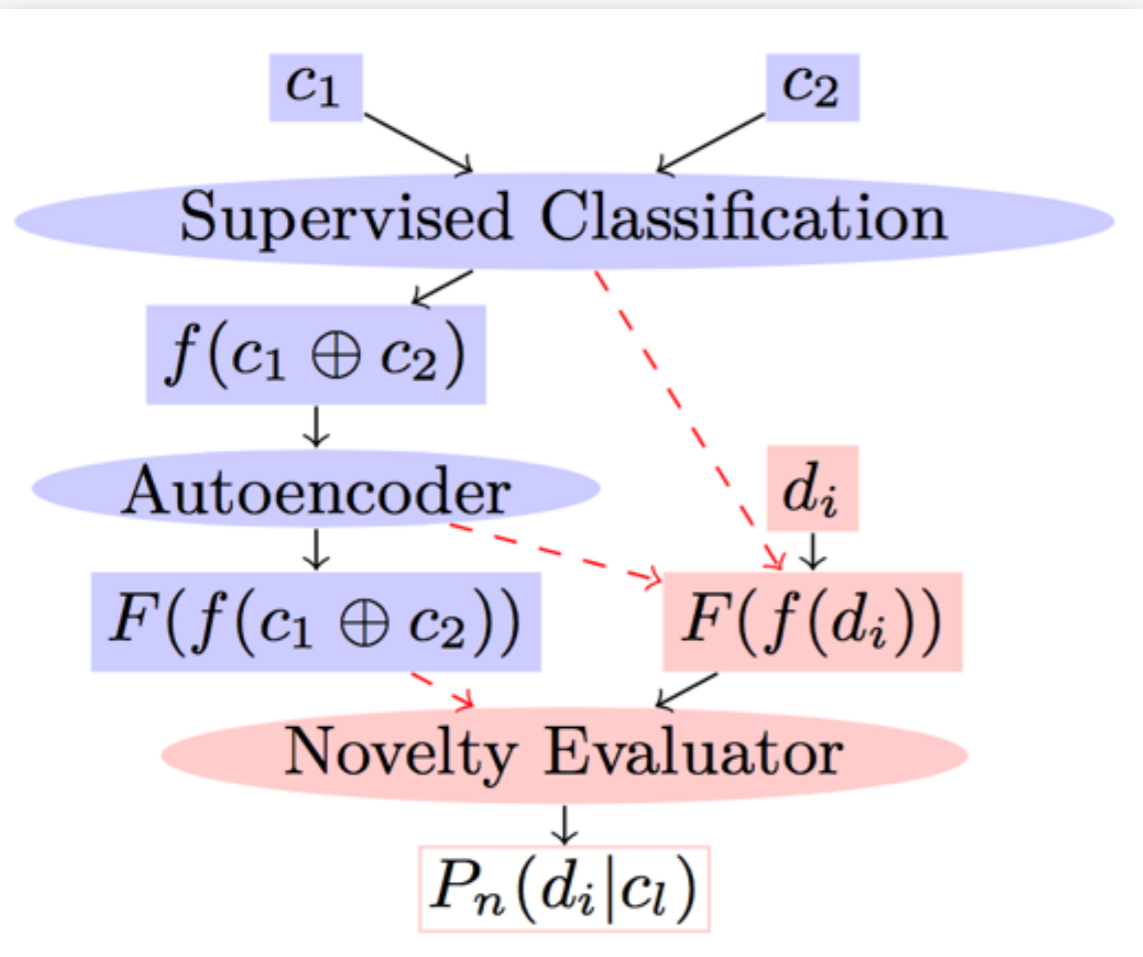 c₁ c₂
Supervised Classification
f(c₁ ⊕ c₂)
Autoencoder
dᵢ
F(f(c₁ ⊕ c₂)) F(f(dᵢ))
Novelty Evaluator
Pₙ(dᵢ|cₗ)